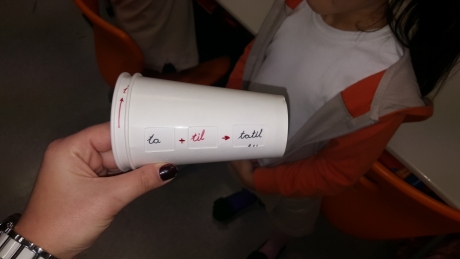 ta + til → tatil